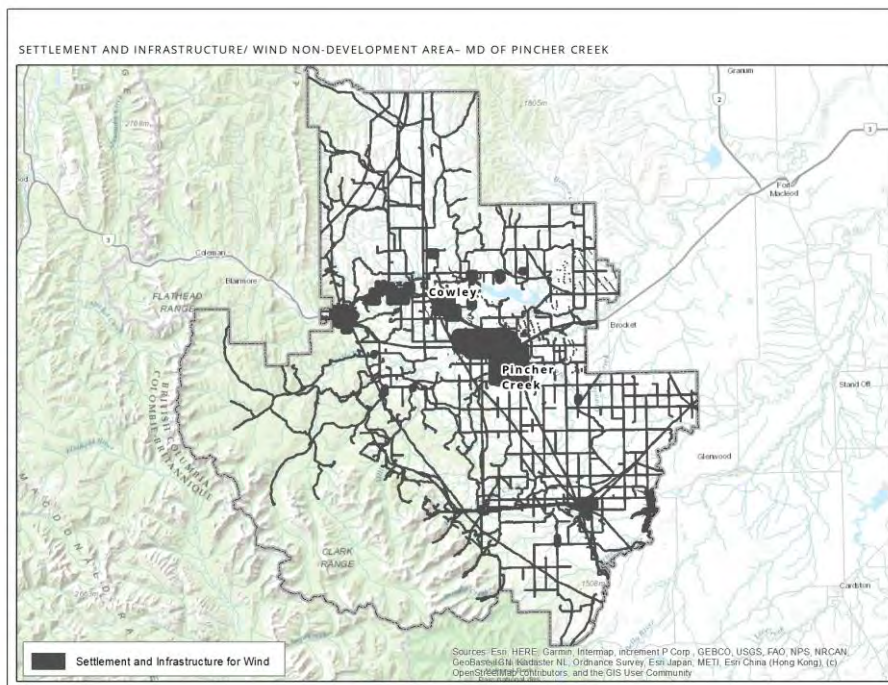 SETTLEMENT AND INFRASTRUCTURE/ WIND NON-DEVELOPMENT AREA– MD OF PINCHER CREEK
Granum
2
3
Fort
Macleod
3
Coleman
Blairmore
FLATHEAD
RANGE
Cowley
Brocket
Pincher
Creek
Stand Off
BRITISH COLUMBIA
COLOMBIE-BRITANNIQUE
Glenwood
CLARK
RANGE
Cardston
Settlement and Infrastructure for Wind
Sources: Esri, HERE, Garmin, Intermap, increment P Corp., GEBCO, USGS, FAO, NPS, NRCAN,
GeoBase, IGN, Kadaster NL, Ordnance Survey, Esri Japan, METI, Esri China (Hong Kong), (c)
OpenStreetMap contributors, and the GIS User Community